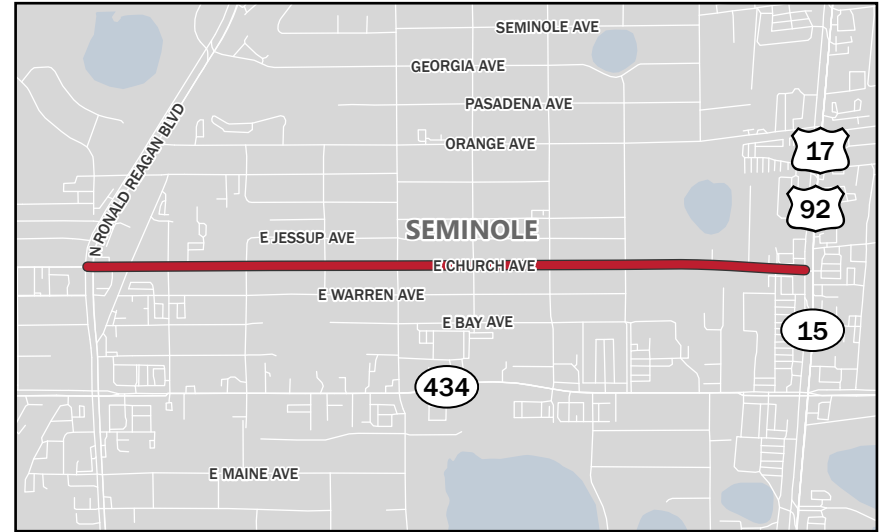 SEMINOLE AVE
GEORGIA AVE
PASADENA AVE
ORANGE AVE
17
N RONALD REAGAN BLVD
92
SEMINOLE
E JESSUP AVE
E CHURCH AVE
E WARREN AVE
E BAY AVE
15
434
E MAINE AVE